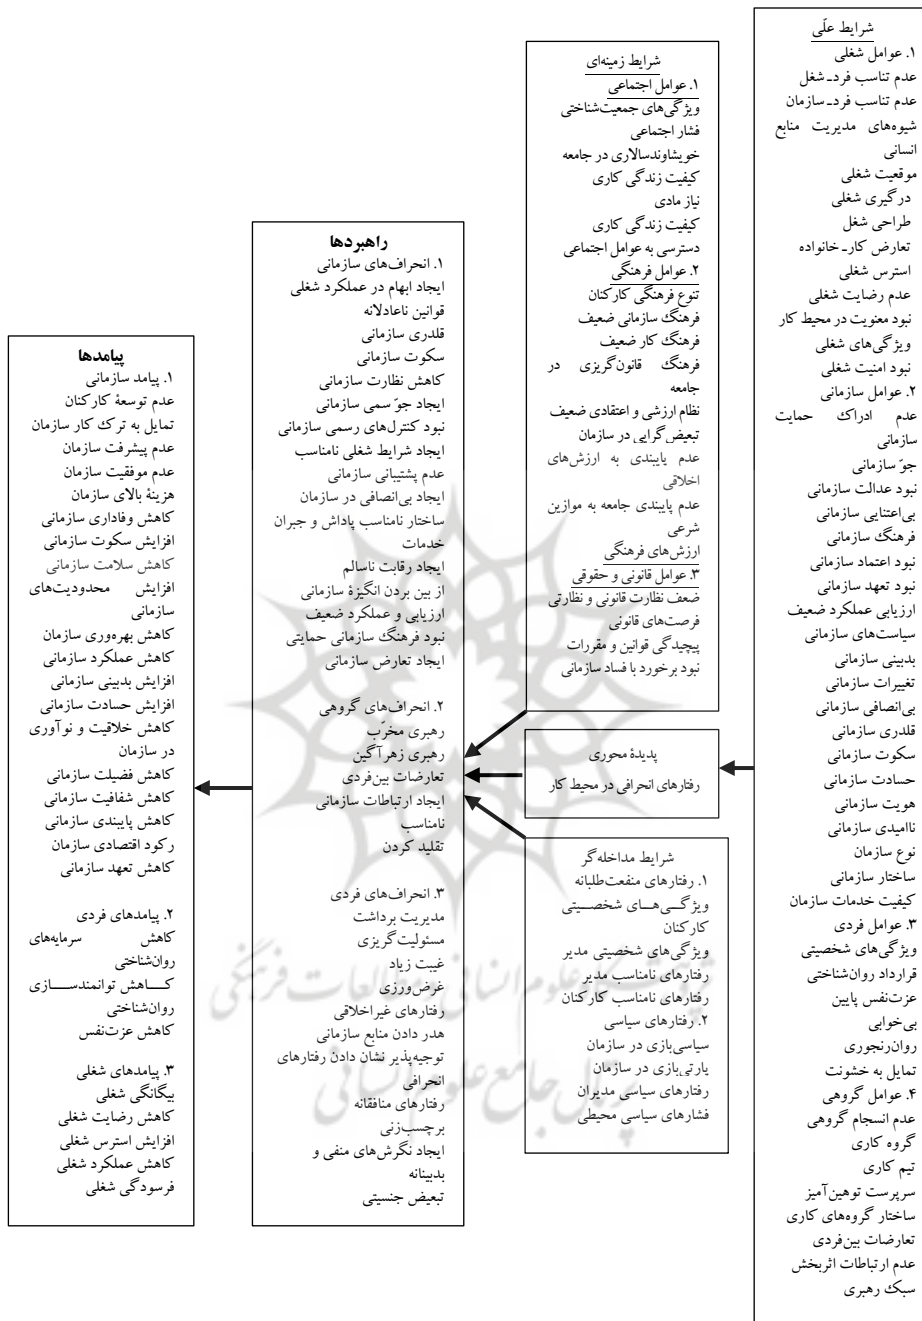 شرایط علّی
۱. عوامل شغلی
عدم تناسب فرد- شغل
عدم تناسب فرد- سازمان
شیوه‌های مدیریت منابع
انسانی
موقعیت شغلی
درگیری شغلی
طراحی شغل
تعارض کار- خانواده
استرس شغلی
عدم رضایت شغلی
نبود معنویت در محیط کار
ویژگی‌های شغلی
نبود امنیت شغلی
۲. عوامل سازمانی
عدم ادراک حمایت
سازمانی
جوّ سازمانی
نبود عدالت سازمانی
بی‌اعتنایی سازمانی
فرهنگ سازمانی
نبود اعتماد سازمانی
نبود تعهد سازمانی
ارزیابی عملکرد ضعیف
سیاست‌های سازمانی
بدبینی سازمانی
تغییرات سازمانی
بی‌انصافی سازمانی
قلدری سازمانی
سکوت سازمانی
حسادت سازمانی
هویت سازمانی
ناامیدی سازمانی
نوع سازمان
ساختار سازمانی
کیفیت خدمات سازمان
۳. عوامل فردی
ویژگی‌های شخصیتی
قرارداد روان‌شناختی
عزت‌نفس پایین
بی‌خوابی
روان‌رنجوری
تمایل به خشونت
۴. عوامل گروهی
عدم انسجام گروهی
گروه کاری
تیم کاری
سرپرست توهین‌آمیز
ساختار گروه‌های کاری
تعارضات بین‌فردی
عدم ارتباطات اثربخش
سبک رهبری
شرایط زمینه‌ای
۱. عوامل اجتماعی
ویژگی‌های جمعیت‌شناختی
فشار اجتماعی
خویشاوندسالاری در جامعه
کیفیت زندگی کاری
نیاز مادی
کیفیت زندگی کاری
دسترسی به عوامل اجتماعی
۲. عوامل فرهنگی
تنوع فرهنگی کارکنان
فرهنگ سازمانی ضعیف
فرهنگ کار ضعیف
فرهنگ قانون‌گریزی در
جامعه
نظام ارزشی و اعتقادی ضعیف
تبعیض‌گرایی در سازمان
عدم پایبندی به ارزش‌های
اخلاقی
عدم پایبندی جامعه به موازین
شرعی
ارزش‌های فرهنگی
۳. عوامل قانونی و حقوقی
ضعف نظارت قانونی و نظارتی
فرصت‌های قانونی
پیچیدگی قوانین و مقررات
نبود برخورد با فساد سازمانی
پدیدهٔ محوری
رفتارهای انحرافی در محیط کار
شرایط مداخله‌گر
۱. رفتارهای منفعت‌طلبانه
ویژگی‌های شخصیتی
کارکنان
ویژگی‌های شخصیتی مدیر
رفتارهای نامناسب مدیر
رفتارهای نامناسب کارکنان
۲. رفتارهای سیاسی
سیاسی‌بازی در سازمان
پارتی‌بازی در سازمان
رفتارهای سیاسی مدیران
فشارهای سیاسی محیطی
راهبردها
۱. انحراف‌های سازمانی
ایجاد ابهام در عملکرد شغلی
قوانین ناعادلانه
قلدری سازمانی
سکوت سازمانی
کاهش نظارت سازمانی
ایجاد جوّ سمی سازمانی
نبود کنترل‌های رسمی سازمانی
ایجاد شرایط شغلی نامناسب
عدم پشتیبانی سازمانی
ایجاد بی‌انصافی در سازمان
ساختار نامناسب پاداش و جبران
خدمات
ایجاد رقابت ناسالم
از بین بردن انگیزهٔ سازمانی
ارزیابی و عملکرد ضعیف
نبود فرهنگ سازمانی حمایتی
ایجاد تعارض سازمانی
۲. انحراف‌های گروهی
رهبری مخرّب
رهبری زهرآگین
تعارضات بین‌فردی
ایجاد ارتباطات سازمانی
نامناسب
تقلید کردن
۳. انحراف‌های فردی
مدیریت برداشت
مسئولیت‌گریزی
غیبت زیاد
غرض‌ورزی
رفتارهای غیراخلاقی
هدر دادن منابع سازمانی
توجیه‌پذیر نشان دادن رفتارهای
انحرافی
رفتارهای منافقانه
برچسب‌زنی
ایجاد نگرش‌های منفی و
بدبینانه
تبعیض جنسیتی
پیامدها
۱. پیامد سازمانی
عدم توسعهٔ کارکنان
تمایل به ترک کار سازمان
عدم پیشرفت سازمان
عدم موفقیت سازمان
هزینهٔ بالای سازمان
کاهش وفاداری سازمانی
افزایش سکوت سازمانی
کاهش سلامت سازمانی
افزایش محدودیت‌های
سازمانی
کاهش بهره‌وری سازمان
کاهش عملکرد سازمانی
افزایش بدبینی سازمانی
افزایش حسادت سازمانی
کاهش خلاقیت و نوآوری
در سازمان
کاهش فضیلت سازمانی
کاهش شفافیت سازمانی
کاهش پایبندی سازمانی
رکود اقتصادی سازمان
کاهش تعهد سازمانی
۲. پیامدهای فردی
کاهش سرمایه‌های
روان‌شناختی
کاهش توانمندسازی
روان‌شناختی
کاهش عزت‌نفس
۳. پیامدهای شغلی
بیگانگی شغلی
کاهش رضایت شغلی
افزایش استرس شغلی
کاهش عملکرد شغلی
فرسودگی شغلی
پژوهشگاه علوم انسانی و مطالعات فرهنگی
پرتال جامع علوم انسانی